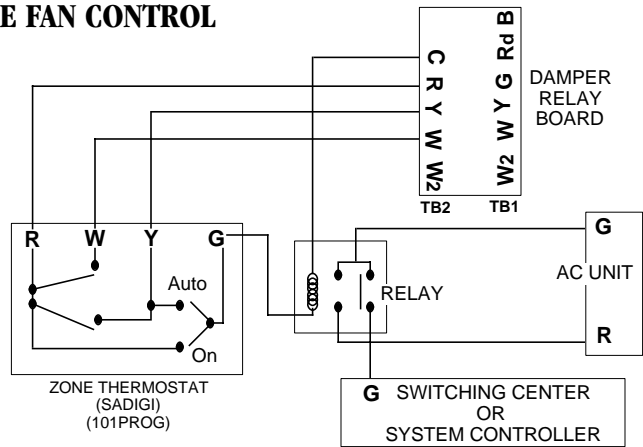 E FAN CONTROL
C R Y W W2
Rd B
G
Y
W
W2
TB2 TB1
DAMPER
RELAY
BOARD
R W Y G
Auto
On
ZONE THERMOSTAT
(SADIGI)
(101PROG)
RELAY
G
AC UNIT
R
G SWITCHING CENTER
OR
SYSTEM CONTROLLER